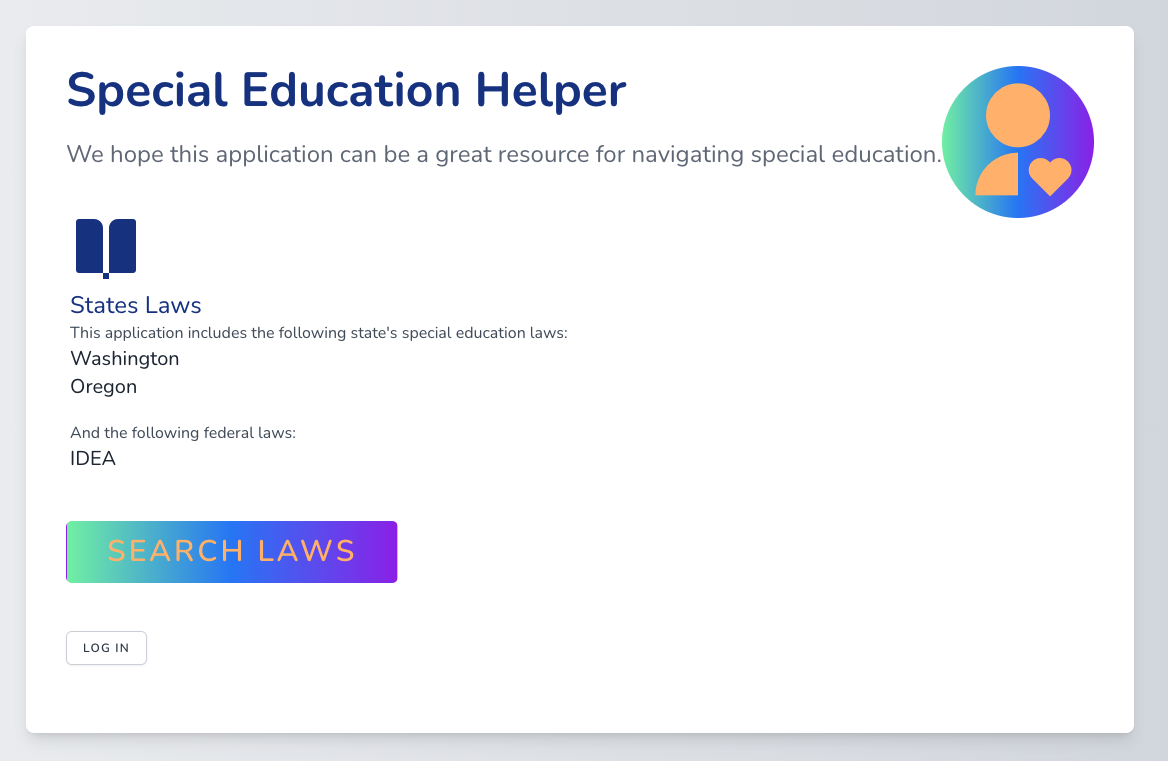 Special Education Helper
We hope this application can be a great resource for navigating special education.
States Laws
This application includes the following state's special education laws:
Washington
Oregon
And the following federal laws:
IDEA
SEARCH LAWS
LOG IN